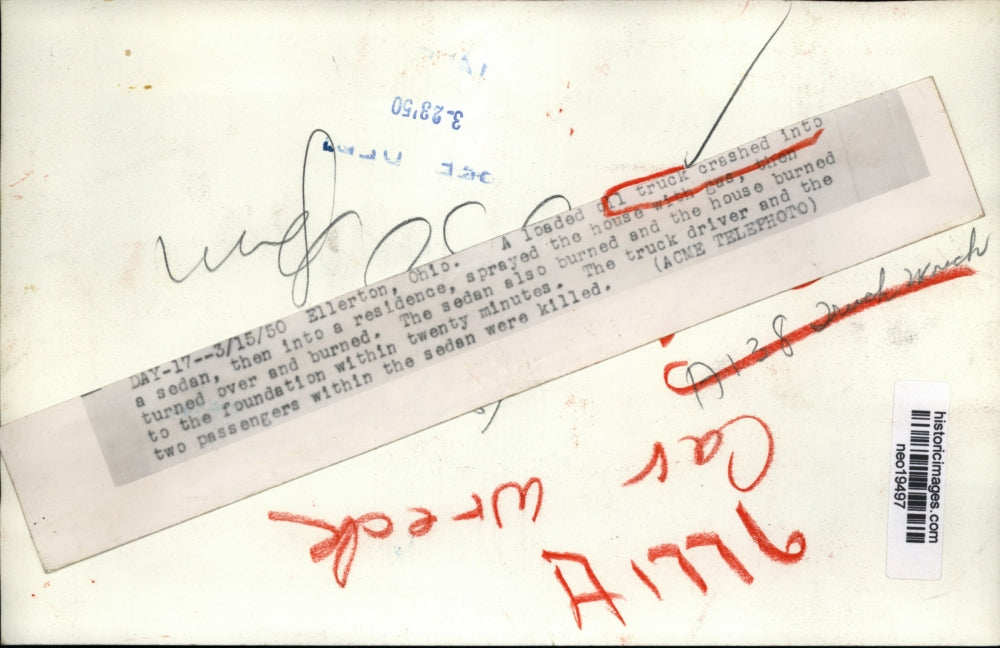 DAY-17--3/15/50 Ellerton, Ohio. A loaded oil truck crashed into
a sedan, then into a residence, sprayed the house with gas, then
turned over and burned. The sedan also burned and the house burned
to the foundation within twenty minutes. The truck driver and the
two passengers within the sedan were killed. (ACME TELEPHOTO)
3-23'50
Truck Wreck
Car
Wreck
historicimages.com
neo19497